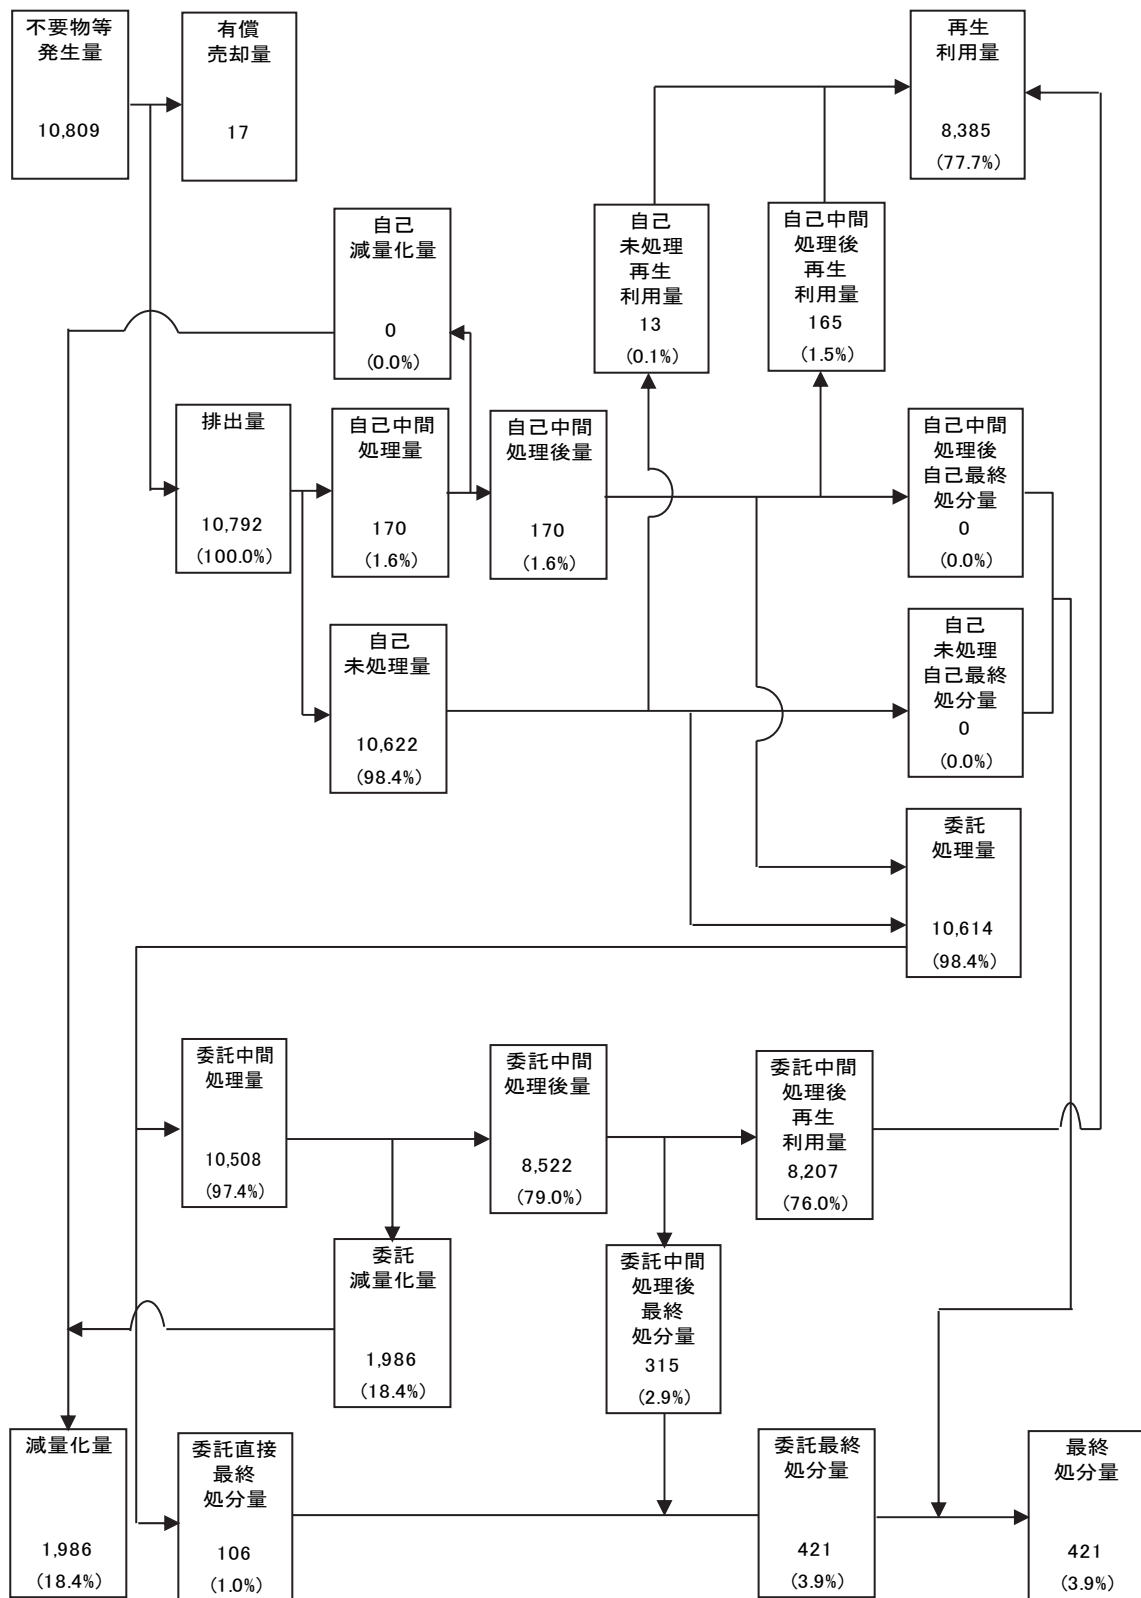 不要物等
発生量
10,809
有償
売却量
17
再生
利用量
8,385
(77.7%)
自己
減量化量
0
(0.0%)
自己
未処理
再生
利用量
13
(0.1%)
自己中間
処理後
再生
利用量
165
(1.5%)
排出量
10,792
(100.0%)
自己中間
処理量
170
(1.6%)
自己中間
処理後量
170
(1.6%)
自己中間
処理後
自己最終
処分量
0
(0.0%)
自己
未処理量
10,622
(98.4%)
自己
未処理
自己最終
処分量
0
(0.0%)
委託
処理量
10,614
(98.4%)
委託中間
処理量
10,508
(97.4%)
委託中間
処理後量
8,522
(79.0%)
委託中間
処理後
再生
利用量
8,207
(76.0%)
委託
減量化量
1,986
(18.4%)
委託中間
処理後
最終
処分量
315
(2.9%)
減量化量
1,986
(18.4%)
委託直接
最終
処分量
106
(1.0%)
委託最終
処分量
421
(3.9%)
最終
処分量
421
(3.9%)